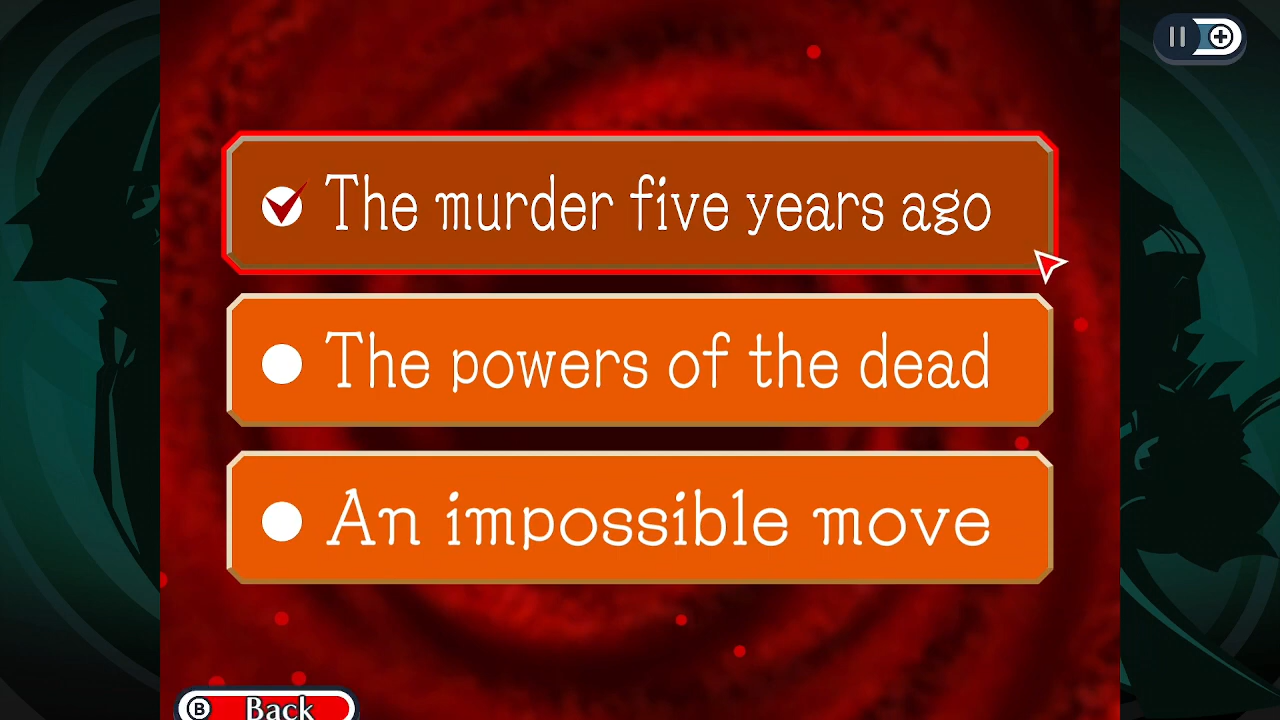 The murder five years ago
The powers of the dead
An impossible move
B Back